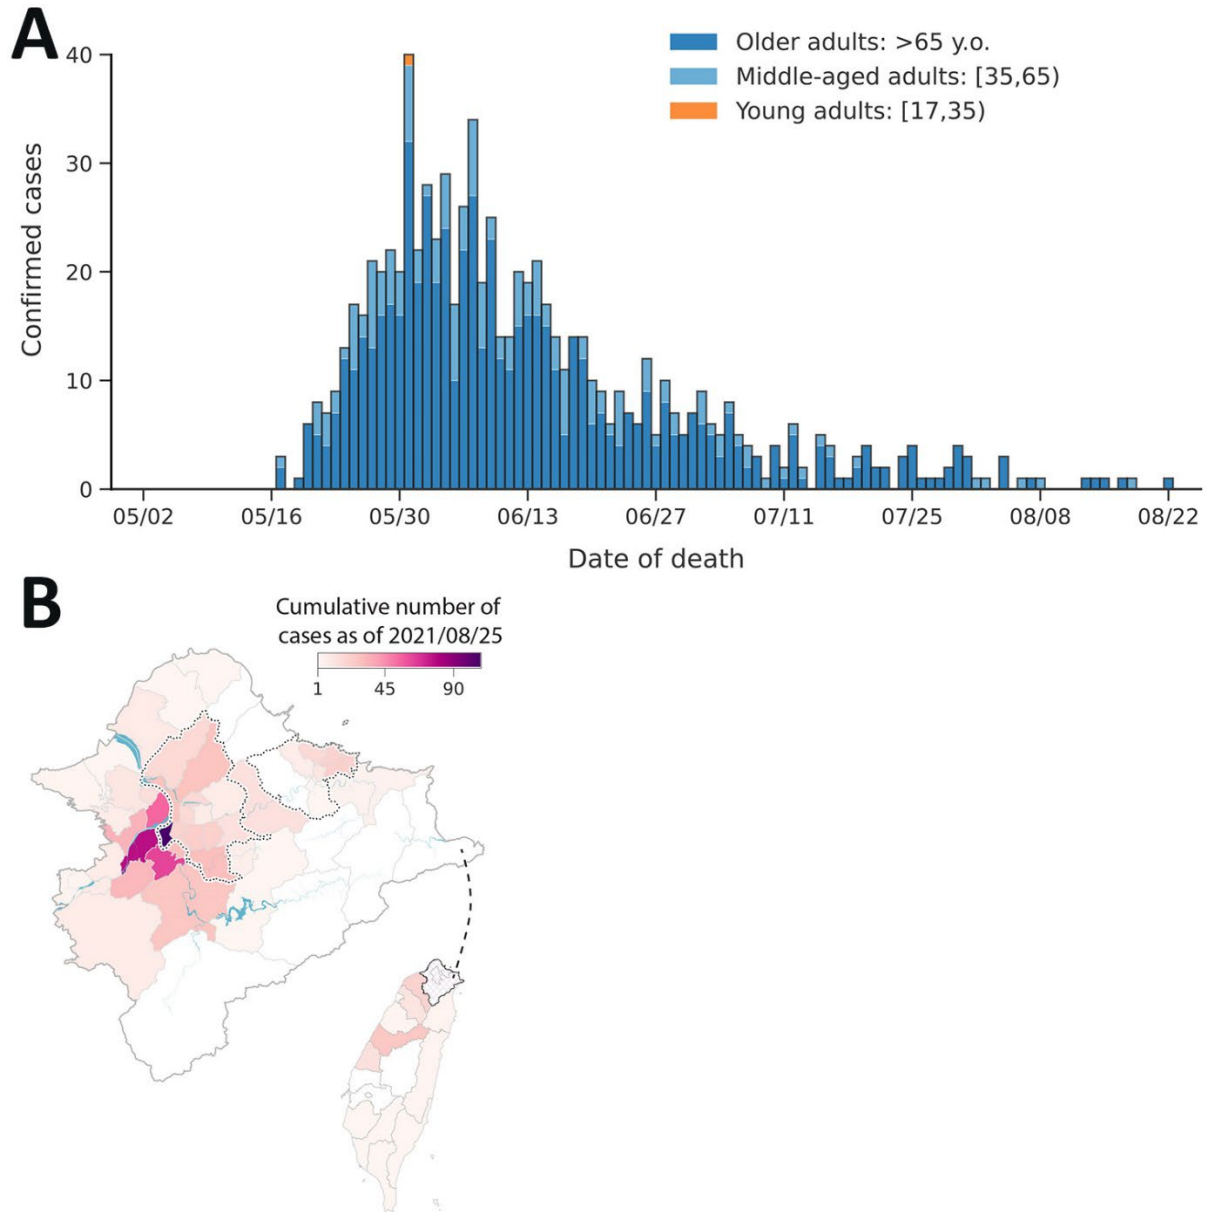 A
Older adults: >65 y.o.
Middle-aged adults: [35,65)
Young adults: [17,35)
40
30
20
10
0
Confirmed cases
05/02 05/16 05/30 06/13 06/27 07/11 07/25 08/08 08/22
Date of death
B
Cumulative number of
cases as of 2021/08/25
1 45 90